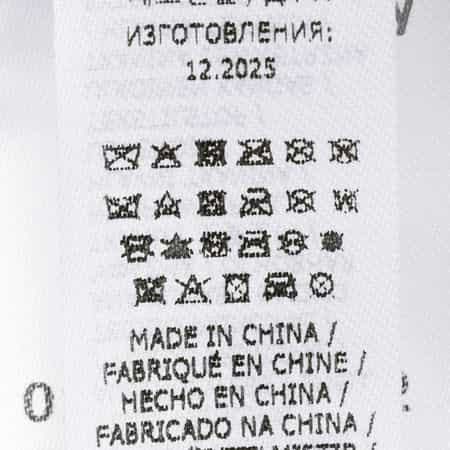 ИЗГОТОВЛЕНИЯ:
12.2025
MADE IN CHINA /
FABRIQUÉ EN CHINE /
HECHO EN CHINA /
FABRICADO NA CHINA /